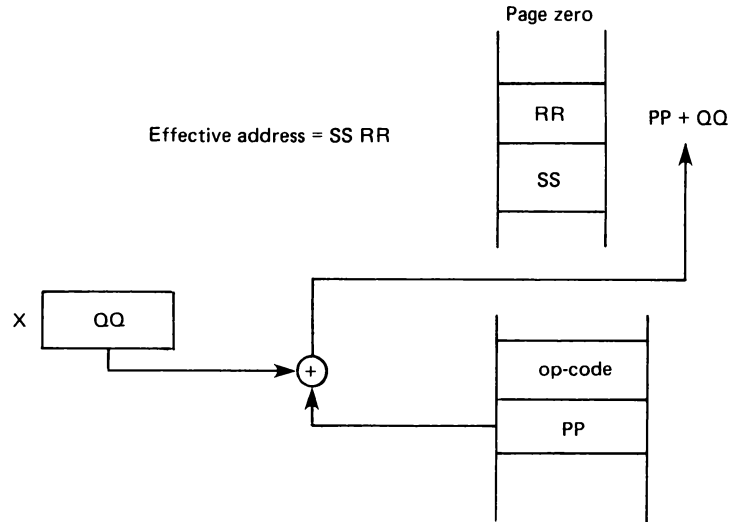 Page zero
RR
PP + QQ
Effective address = SS RR
SS
X
QQ
+
op-code
PP